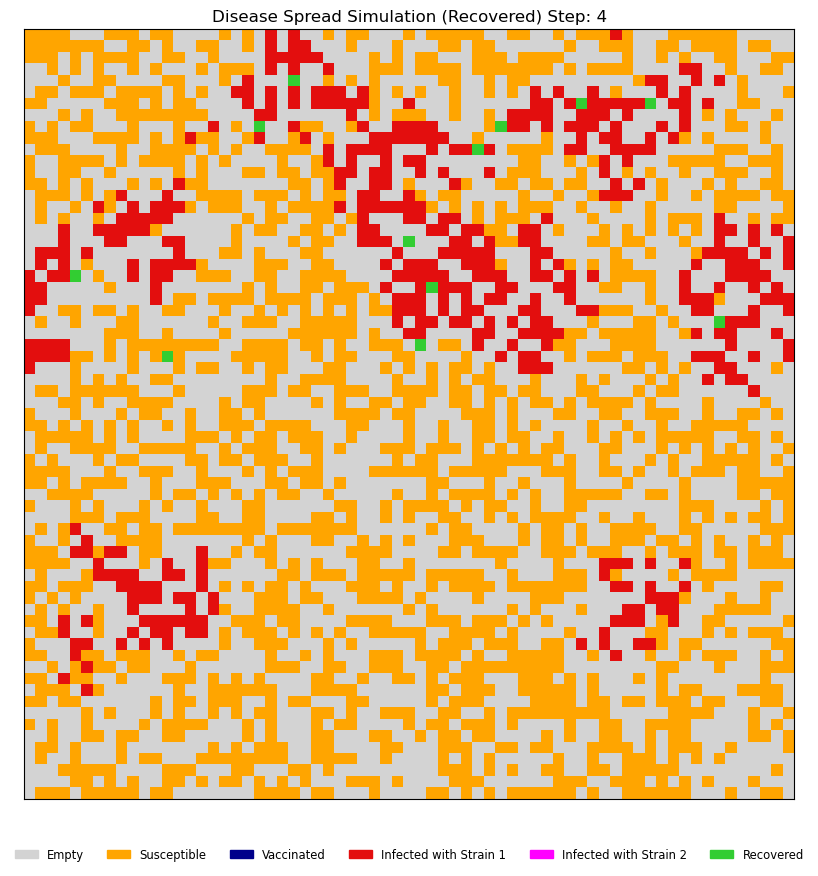 Disease Spread Simulation (Recovered) Step: 4
Empty Susceptible Vaccinated Infected with Strain 1 Infected with Strain 2 Recovered